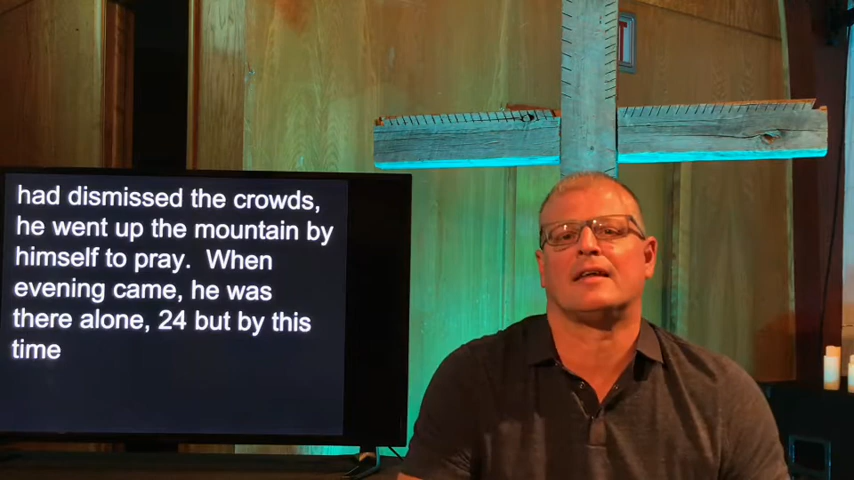 had dismissed the crowds,
he went up the mountain by
himself to pray.  When
evening came, he was
there alone, 24 but by this
time